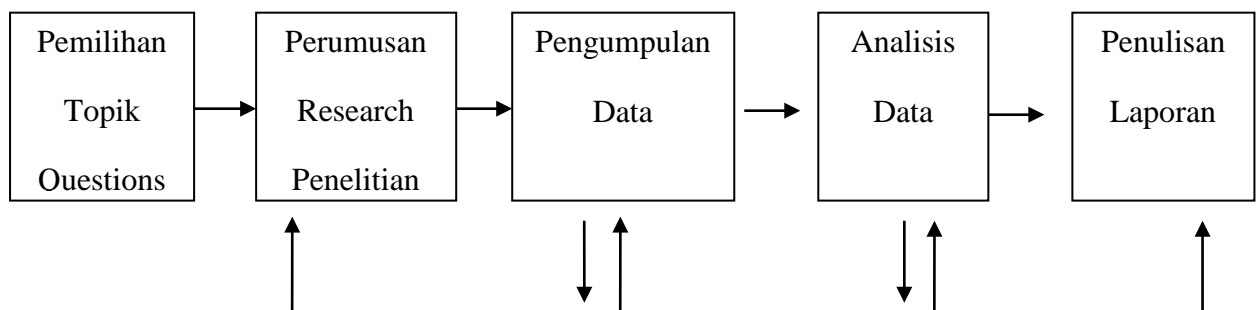 Pemilihan
Topik
Ouestions
Perumusan
Research
Penelitian
Pengumpulan
Data
Analisis
Data
Penulisan
Laporan